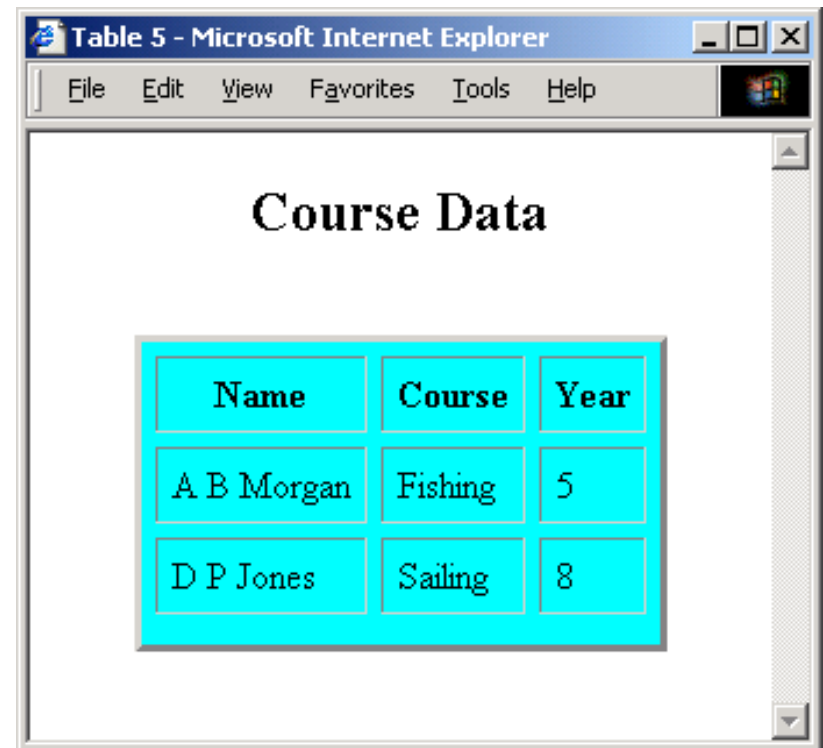 Table 5 - Microsoft Internet Explorer
File Edit View Favorites Tools Help
Course Data
Name Course Year
A B Morgan Fishing 5
D P Jones Sailing 8